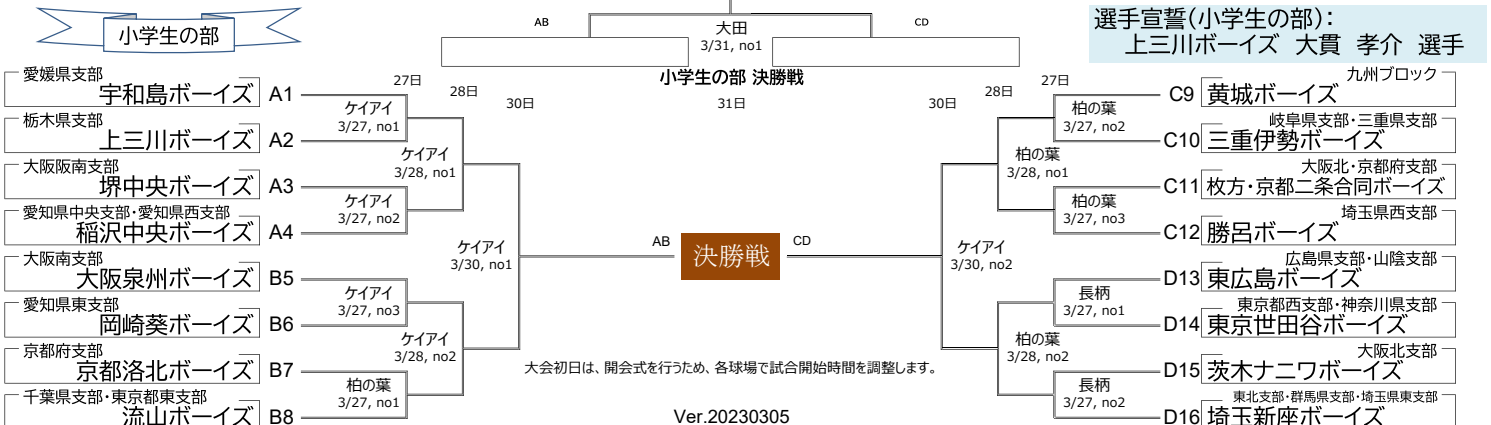 小学生の部
AB
CD
大田
3/31, no1
小学生の部 決勝戦
選手宣誓(小学生の部):
上三川ボーイズ 大貫 孝介 選手
27日
28日
30日
31日
30日
28日
27日
愛媛県支部
宇和島ボーイズ A1
栃木県支部
上三川ボーイズ A2
大阪阪南支部
堺中央ボーイズ A3
愛知県中央支部・愛知県西支部
稲沢中央ボーイズ A4
大阪南支部
大阪泉州ボーイズ B5
愛知県東支部
岡崎葵ボーイズ B6
京都府支部
京都洛北ボーイズ B7
千葉県支部・東京都東支部
流山ボーイズ B8
ケイアイ
3/27, no1
ケイアイ
3/27, no2
ケイアイ
3/27, no3
柏の葉
3/27, no1
ケイアイ
3/28, no1
ケイアイ
3/28, no2
ケイアイ
3/30, no1
AB
決勝戦
CD
ケイアイ
3/30, no2
柏の葉
3/28, no1
柏の葉
3/28, no2
柏の葉
3/27, no2
柏の葉
3/27, no3
長柄
3/27, no1
長柄
3/27, no2
九州ブロック
C9 黄城ボーイズ
岐阜県支部・三重県支部
C10 三重伊勢ボーイズ
大阪北・京都府支部
C11 枚方・京都二条合同ボーイズ
埼玉県西支部
C12 勝呂ボーイズ
広島県支部・山陰支部
D13 東広島ボーイズ
東京都西支部・神奈川県支部
D14 東京世田谷ボーイズ
大阪北支部
D15 茨木ナニワボーイズ
東北支部・群馬県支部・埼玉県東支部
D16 埼玉新座ボーイズ
大会初日は、開会式を行うため、各球場で試合開始時間を調整します。
Ver.20230305